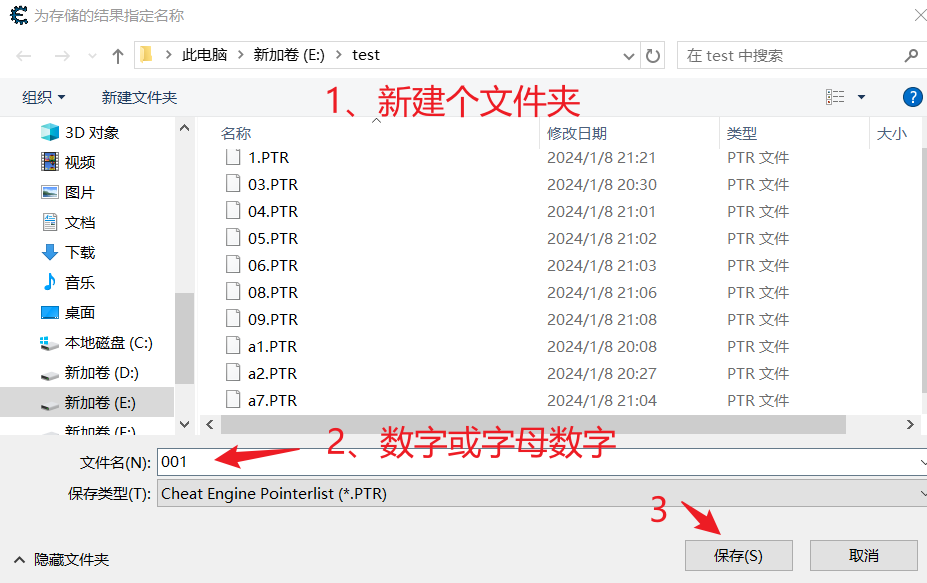 为存储的结果指定名称
此电脑 > 新加卷 (E:) > test
在 test 中搜索
组织
新建文件夹
1、新建个文件夹
名称 修改日期 类型 大小
3D 对象
视频
图片
文档
下载
音乐
桌面
本地磁盘 (C:)
新加卷 (D:)
新加卷 (E:)
新加卷 (F:)
1.PTR 2024/1/8 21:21 PTR 文件
03.PTR 2024/1/8 20:30 PTR 文件
04.PTR 2024/1/8 21:01 PTR 文件
05.PTR 2024/1/8 21:02 PTR 文件
06.PTR 2024/1/8 21:03 PTR 文件
08.PTR 2024/1/8 21:06 PTR 文件
09.PTR 2024/1/8 21:08 PTR 文件
a1.PTR 2024/1/8 20:08 PTR 文件
a2.PTR 2024/1/8 20:27 PTR 文件
a7.PTR 2024/1/8 21:04 PTR 文件
2、数字或字母数字
文件名(N): 001
保存类型(T): Cheat Engine Pointerlist (*.PTR)
3
隐藏文件夹
保存(S)
取消